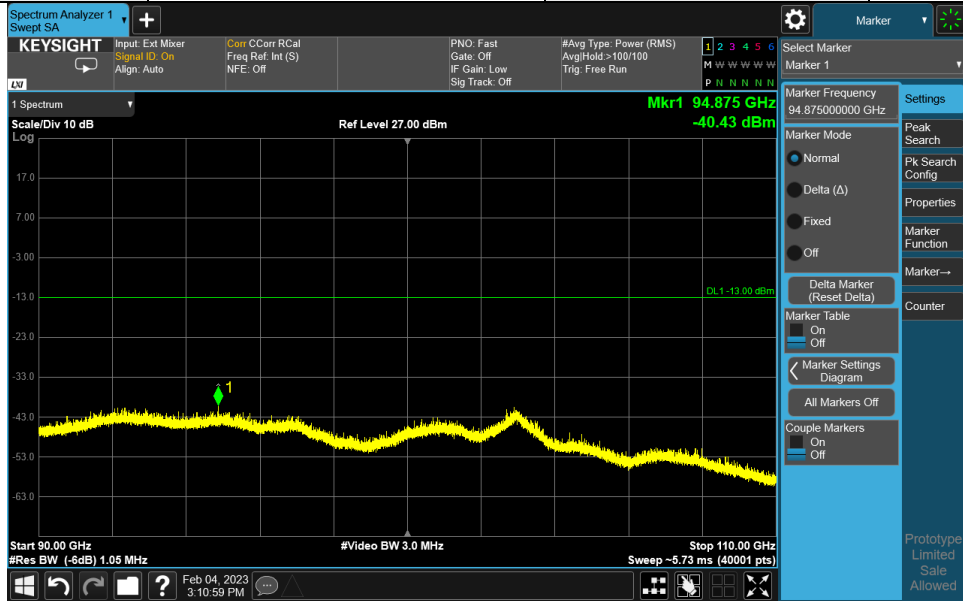 Spectrum Analyzer 1
Swept SA
+
Marker
KEYSIGHT
LXI
Input: Ext Mixer
Signal ID: On
Align: Auto
Corr CCorr RCal
Freq Ref: Int (S)
NFE: Off
PNO: Fast
Gate: Off
IF Gain: Low
Sig Track: Off
#Avg Type: Power (RMS)
Avg|Hold:>100/100
Trig: Free Run
1 2 3 4 5 6
M W W W W W
P N N N N N
Select Marker
Marker 1
1 Spectrum
Scale/Div 10 dB
Log
Ref Level 27.00 dBm
Mkr1 94.875 GHz
-40.43 dBm
17.0
7.00
-3.00
-13.0
-23.0
-33.0
-43.0
-53.0
-63.0
DL1 -13.00 dBm
1
Start 90.00 GHz
#Res BW (-6dB) 1.05 MHz
#Video BW 3.0 MHz
Stop 110.00 GHz
Sweep ~5.73 ms (40001 pts)
Marker Frequency
94.875000000 GHz
Marker Mode
Normal
Delta (Δ)
Fixed
Off
Delta Marker
(Reset Delta)
Marker Table
On
Off
Marker Settings
Diagram
All Markers Off
Couple Markers
On
Off
Settings
Peak
Search
Pk Search
Config
Properties
Marker
Function
Marker→
Counter
Prototype
Limited
Sale
Allowed
?
Feb 04, 2023
3:10:59 PM